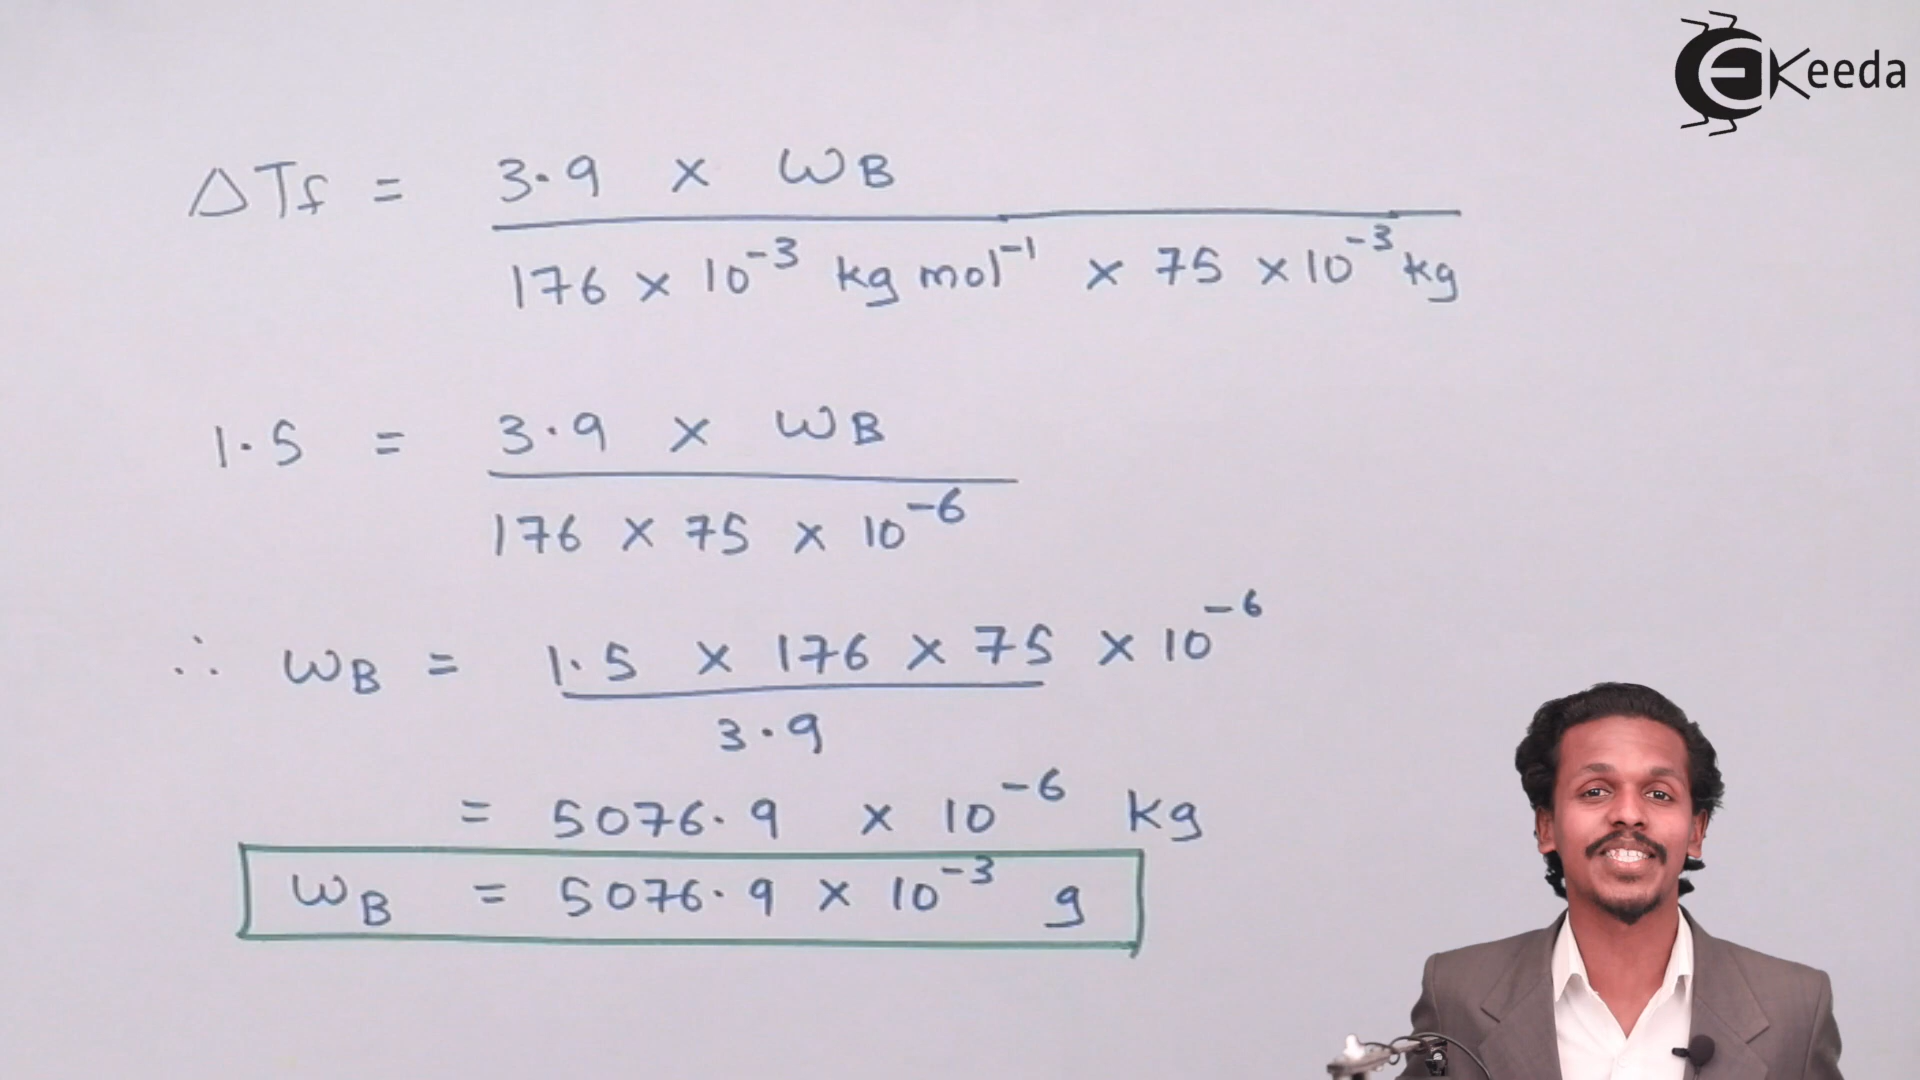 EKeeda
ΔTf = 3.9 × WB
176 × 10⁻³ kg mol⁻¹ × 75 × 10⁻³ kg
1.5 = 3.9 × WB
176 × 75 × 10⁻⁶
∴ WB = 1.5 × 176 × 75 × 10⁻⁶
3.9
= 5076.9 × 10⁻⁶ kg
WB = 5076.9 × 10⁻³ g